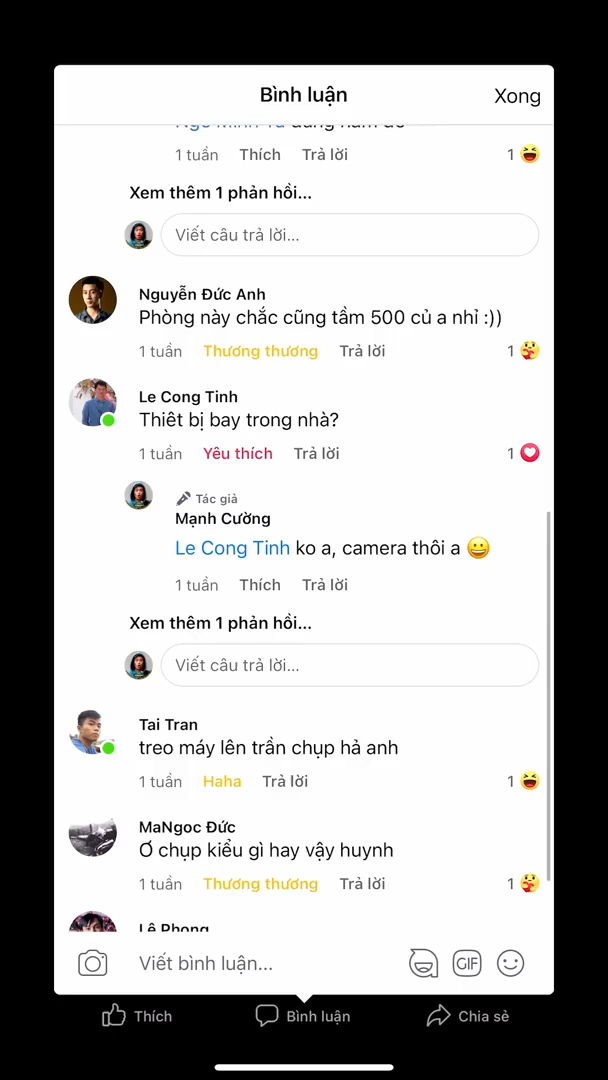 Bình luận
Xong
1 tuần Thích Trả lời 1
Xem thêm 1 phản hồi...
Viết câu trả lời...
Nguyễn Đức Anh
Phòng này chắc cũng tầm 500 củ a nhỉ :))
1 tuần Thương thương Trả lời 1
Le Cong Tinh
Thiêt bị bay trong nhà?
1 tuần Yêu thích Trả lời 1
Tác giả
Mạnh Cường
Le Cong Tinh ko a, camera thôi a 😀
1 tuần Thích Trả lời
Xem thêm 1 phản hồi...
Viết câu trả lời...
Tai Tran
treo máy lên trần chụp hả anh
1 tuần Haha Trả lời 1
MaNgoc Đức
Ơ chụp kiểu gì hay vậy huynh
1 tuần Thương thương Trả lời 1
Lê Phong
Viết bình luận...
GIF
Thích Bình luận Chia sẻ